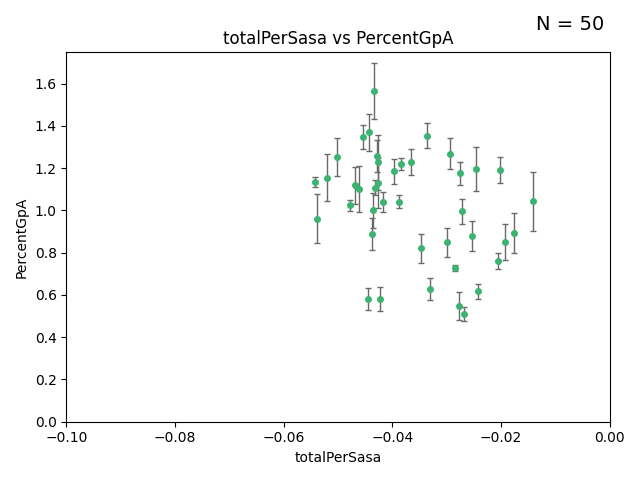 N = 50
totalPerSasa vs PercentGpA
PercentGpA
1.6
1.4
1.2
1.0
0.8
0.6
0.4
0.2
0.0
−0.10 −0.08 −0.06 −0.04 −0.02 0.00
totalPerSasa